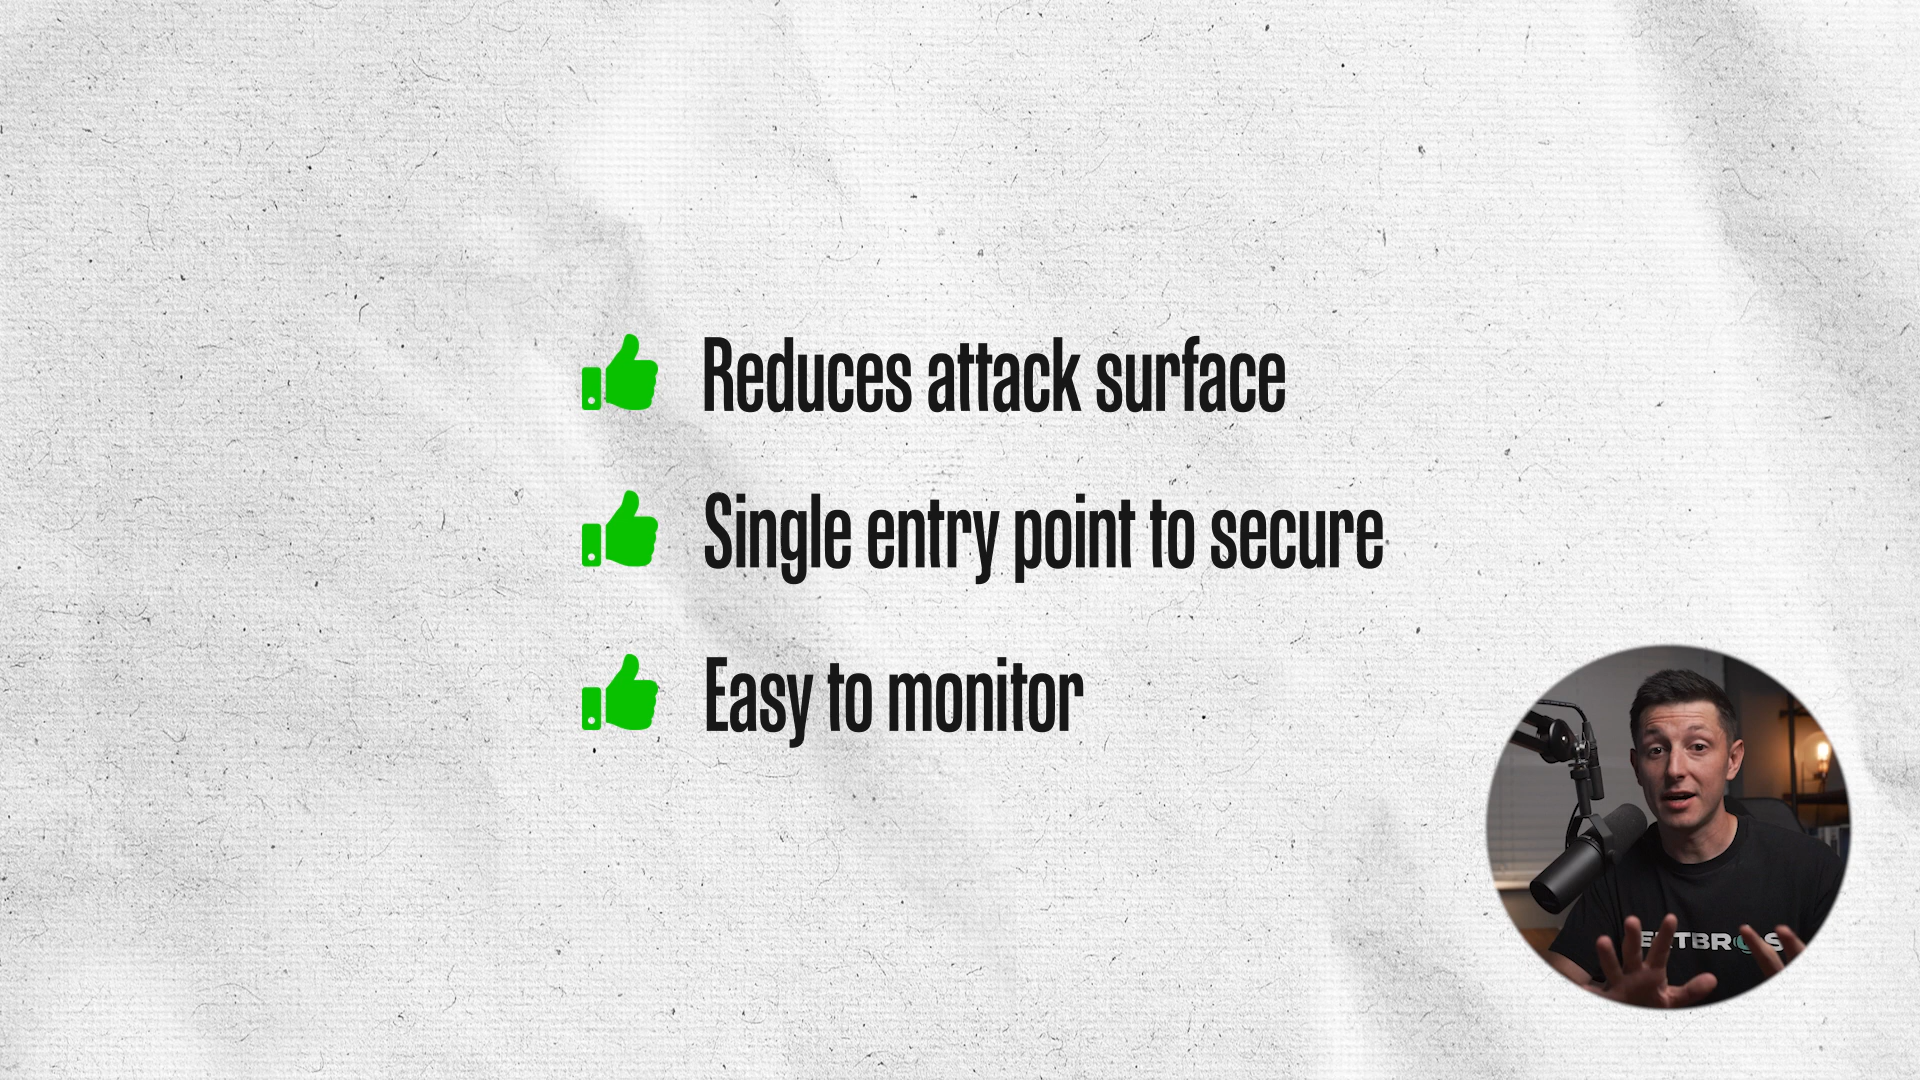 Reduces attack surface
Single entry point to secure
Easy to monitor